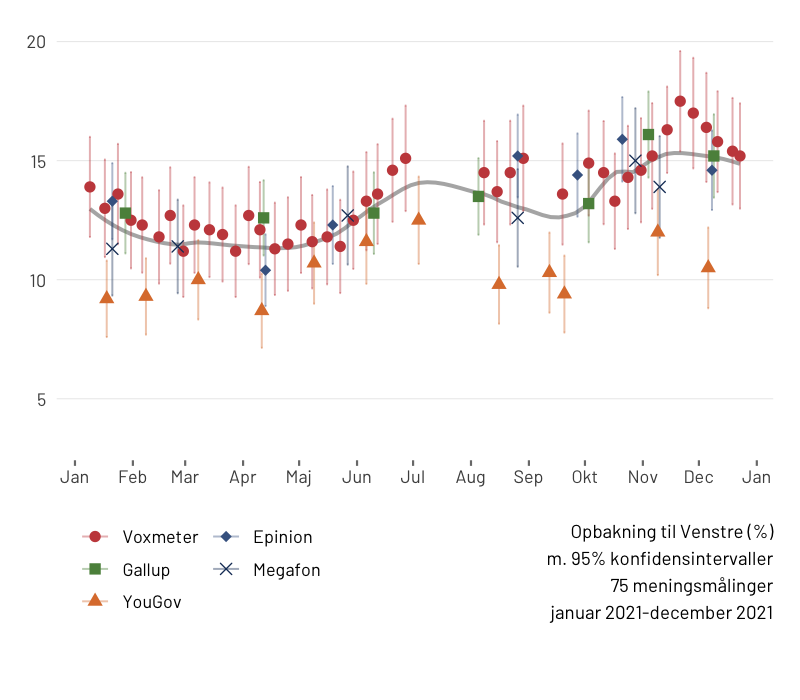 20
15
10
5
Jan Feb Mar Apr Maj Jun Jul Aug Sep Okt Nov Dec Jan
Voxmeter Epinion
Gallup Megafon
YouGov
Opbakning til Venstre (%)
m. 95% konfidensintervaller
75 meningsmålinger
januar 2021-december 2021